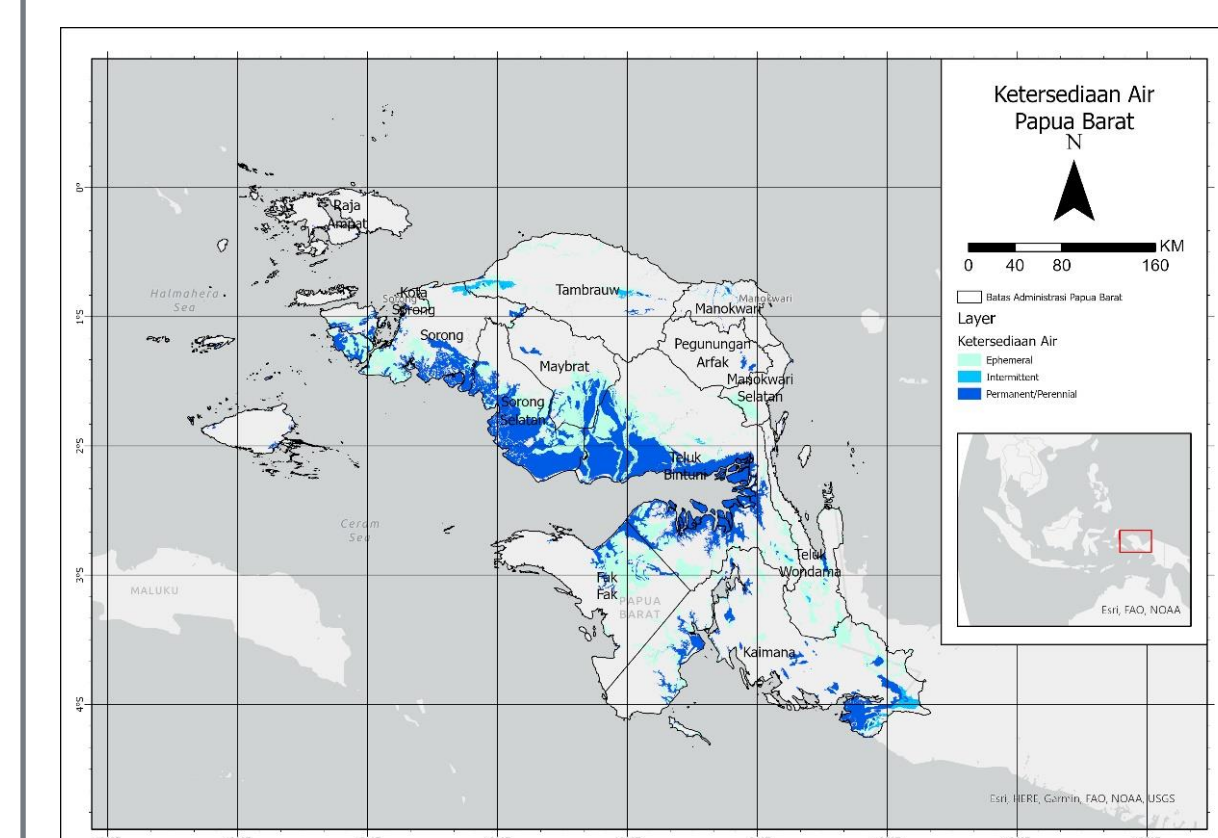 Ketersediaan Air
Papua Barat
N
KM
0 40 80 160
Batas Administrasi Papua Barat
Layer
Ketersediaan Air
Ephemeral
Intermittent
Permanent/Perennial
Esri, FAO, NOAA
0°
1°S
2°S
3°S
4°S
Raja
Ampat
Halmahera
Sea
Kota
Sorong
Sorong
Sorong
Tambrauw
Manokwari
Manokwari
Pegunungan
Arfak
Maybrat
Manokwari
Selatan
Sorong
Selatan
Teluk
Bintuni
Ceram
Sea
MALUKU
Teluk
Wondama
Fak
Fak
PAPUA
BARAT
Kaimana
Esri, HERE, Garmin, FAO, NOAA, USGS